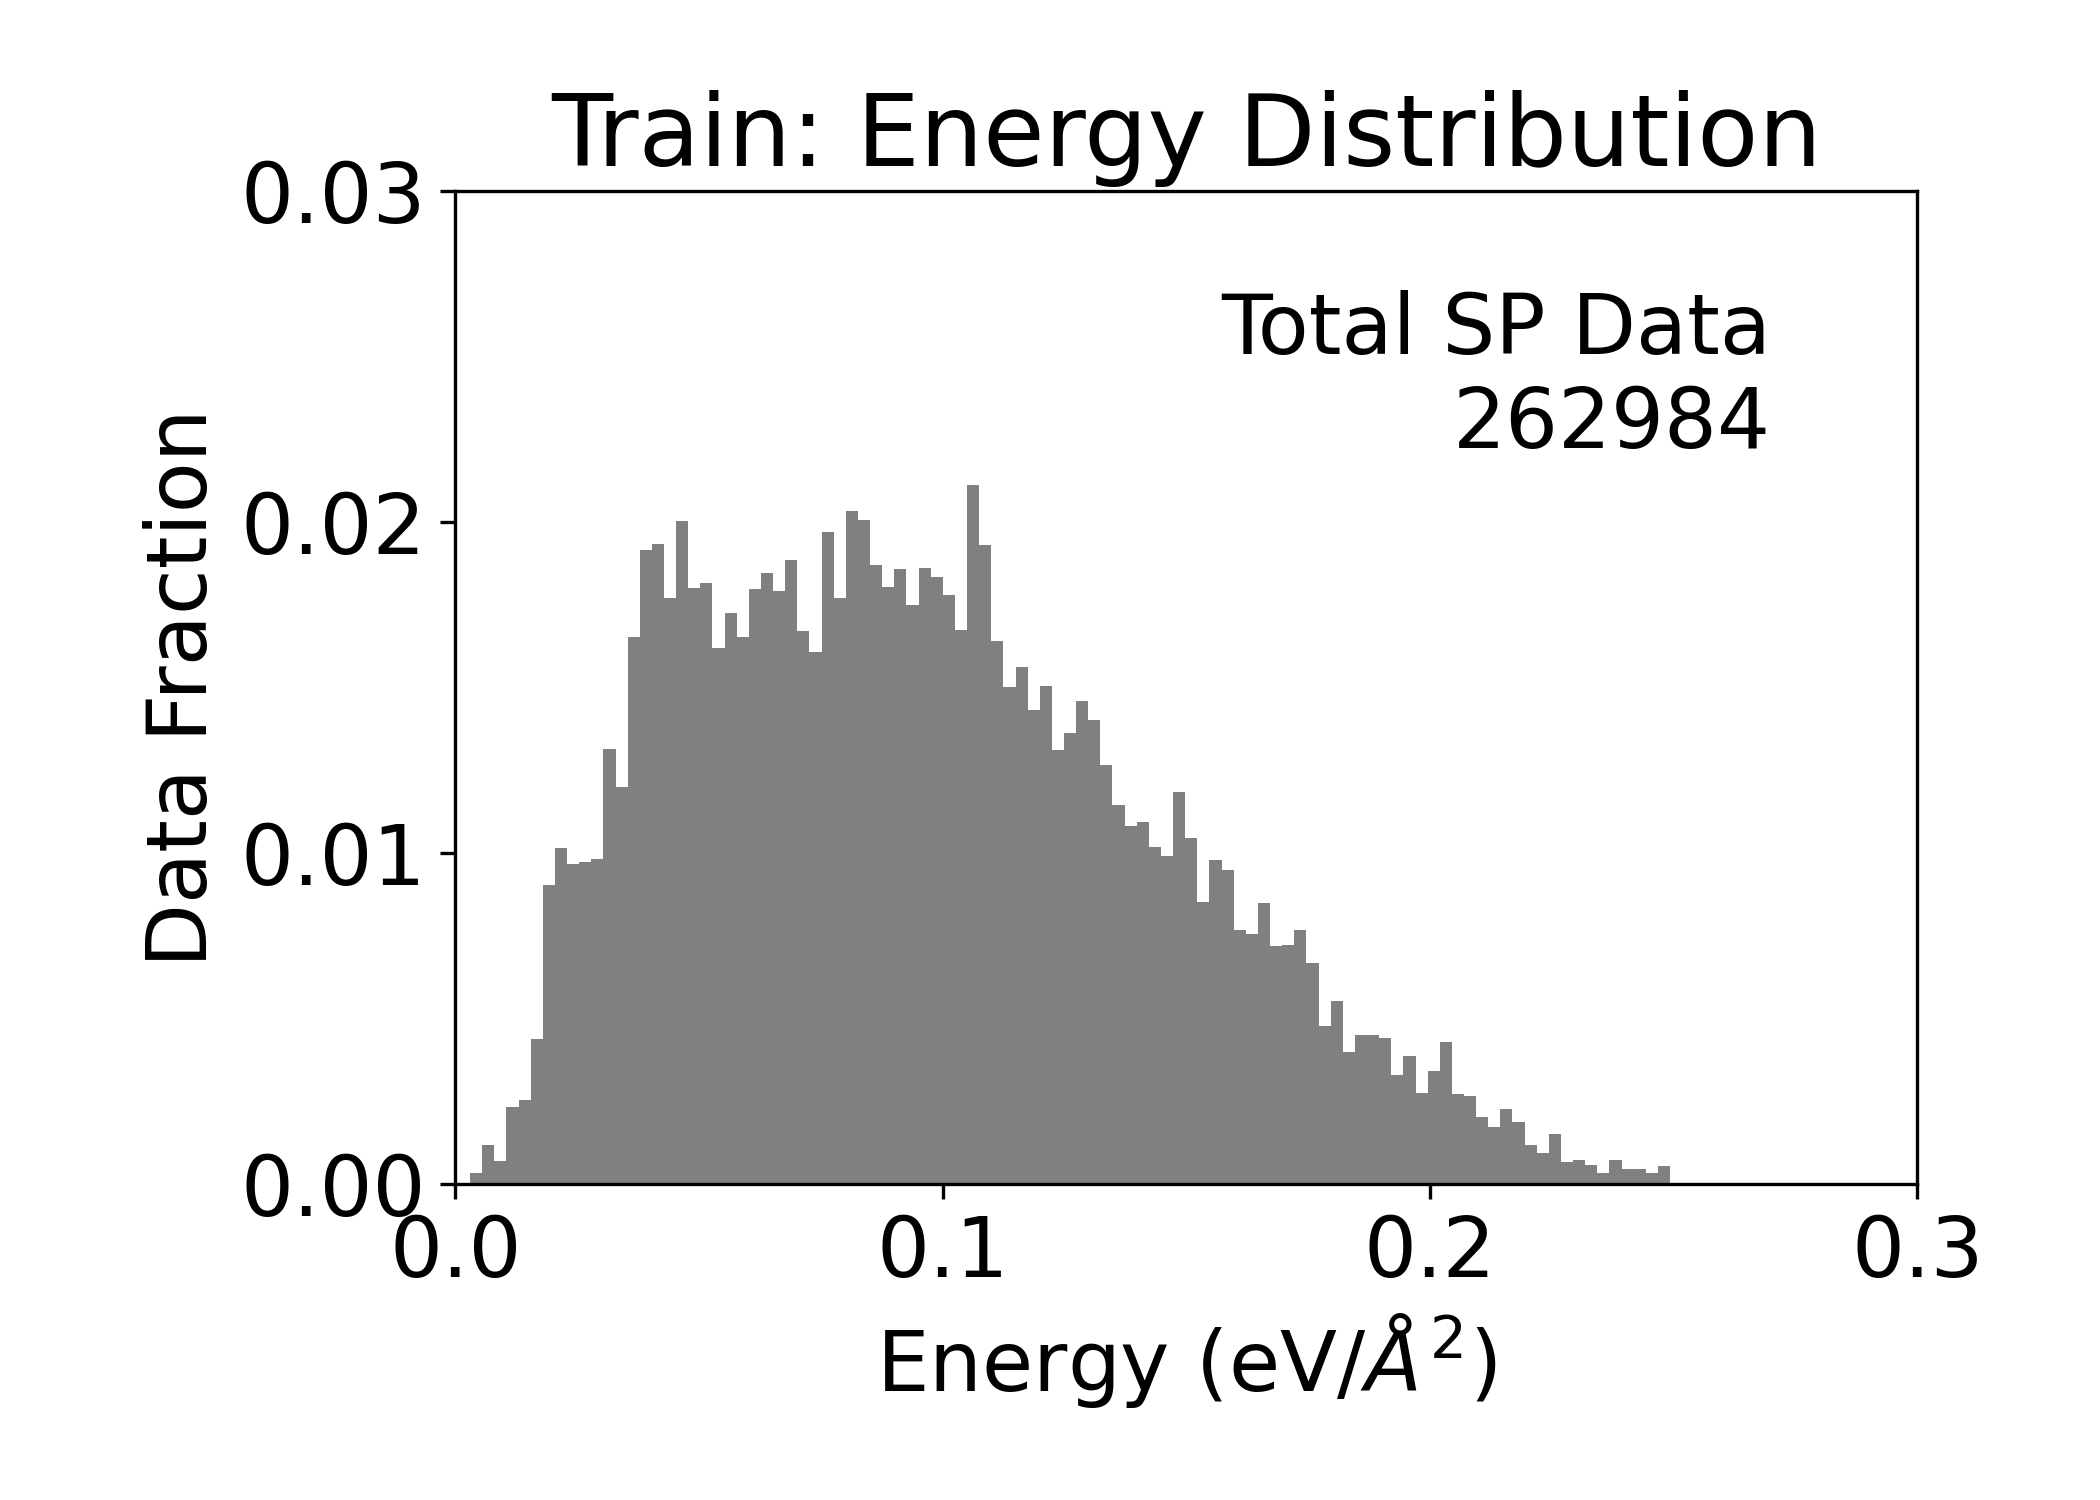 Train: Energy Distribution
0.03
Total SP Data
262984
0.02
Data Fraction
0.01
0.00
0.0 0.1 0.2 0.3
Energy (eV/Å²)